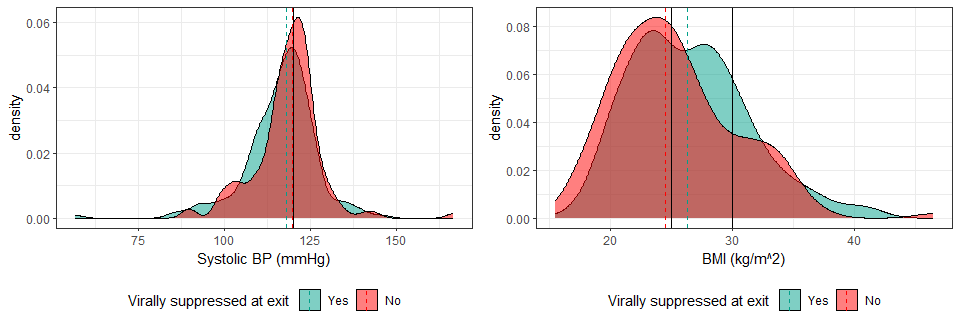 density
0.06
0.04
0.02
0.00
75 100 125 150
Systolic BP (mmHg)
Virally suppressed at exit Yes No
density
0.08
0.06
0.04
0.02
0.00
20 30 40
BMI (kg/m^2)
Virally suppressed at exit Yes No